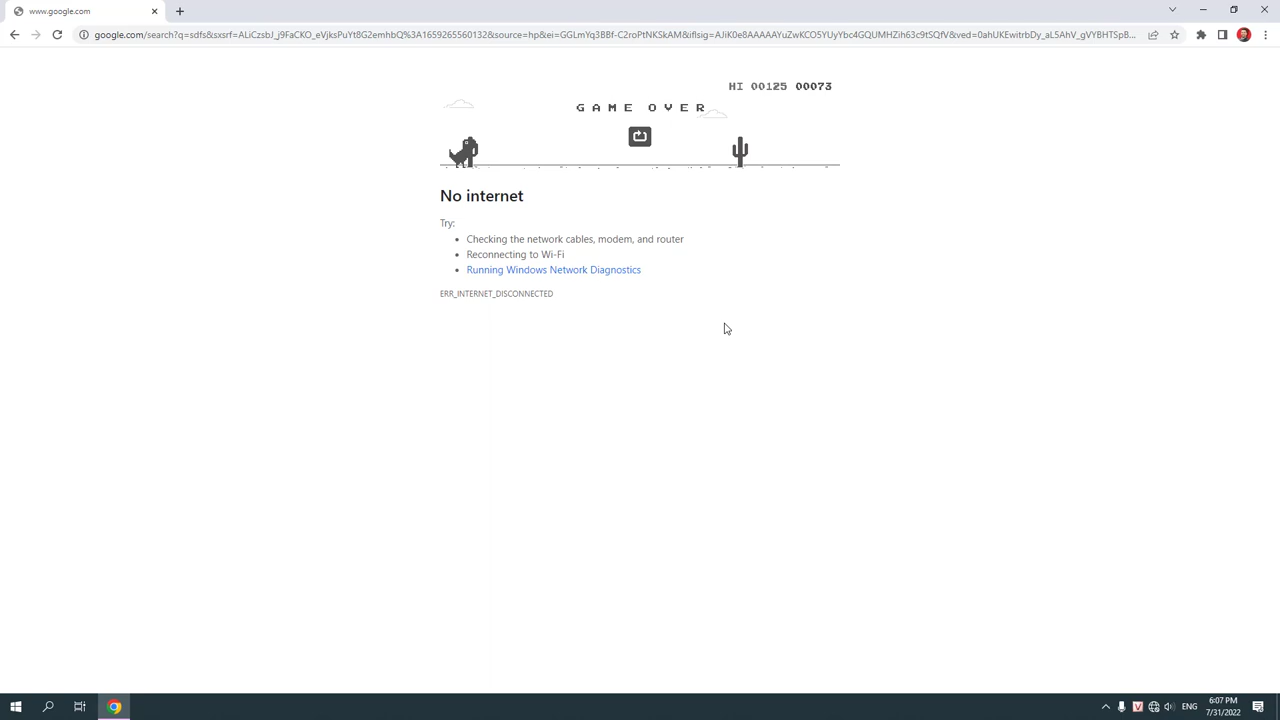 www.google.com
google.com/search?q=sdfs&sxsrf=ALiCzsbJ_j9FaCKO_eVjksPuYt8G2emhbQ%3A1659265560132&source=hp&ei=GGLmYq3BBf-C2roPtNKSkAM&iflsig=AJiK0e8AAAAAYuZwKCO5YUyYbc4GQUMHZih63c9tSQfV&ved=0ahUKEwitrbDy_aL5AhV_gVYBHTSpB...
HI 00125 00073
GAME OVER
No internet
Try:
• Checking the network cables, modem, and router
• Reconnecting to Wi-Fi
• Running Windows Network Diagnostics
ERR_INTERNET_DISCONNECTED
V
ENG
6:07 PM
7/31/2022